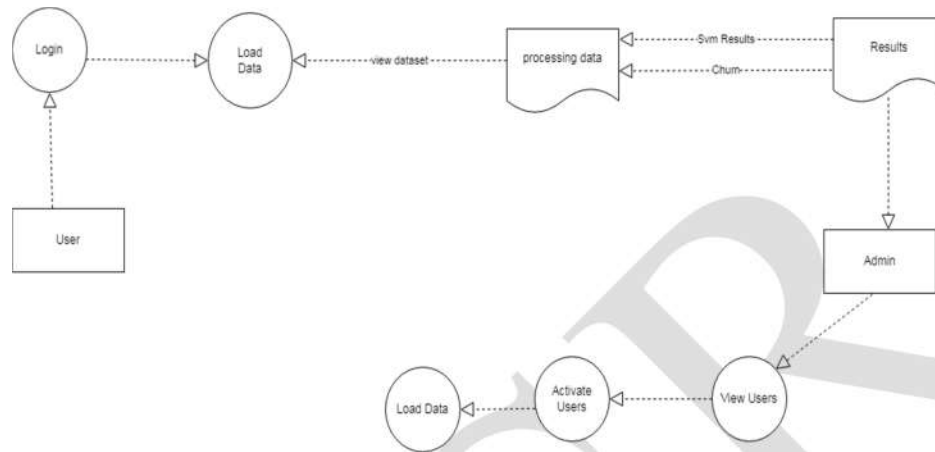 Login
Load
Data
view dataset
processing data
Svm Results
Churn
Results
User
Admin
Load Data
Activate
Users
View Users